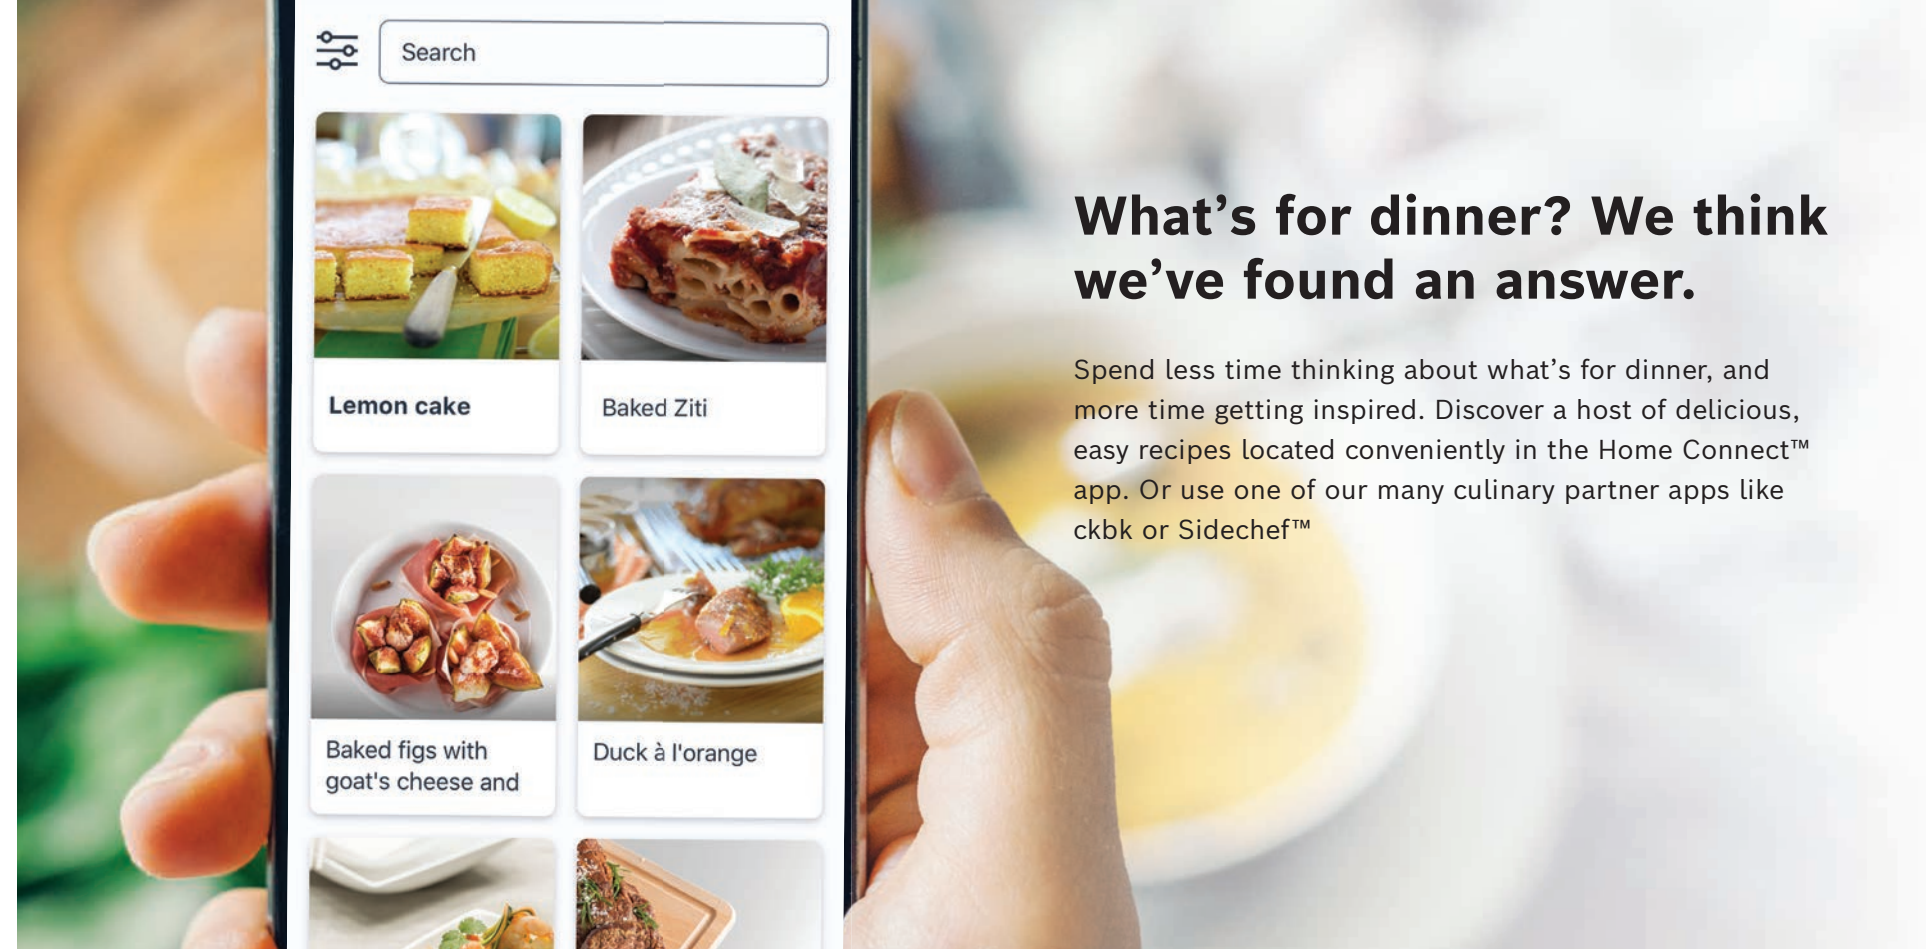 Search
Lemon cake
Baked Ziti
Baked figs with
goat's cheese and
Duck à l'orange
What's for dinner? We think
we've found an answer.
Spend less time thinking about what's for dinner, and
more time getting inspired. Discover a host of delicious,
easy recipes located conveniently in the Home Connect™
app. Or use one of our many culinary partner apps like
ckbk or Sidechef™